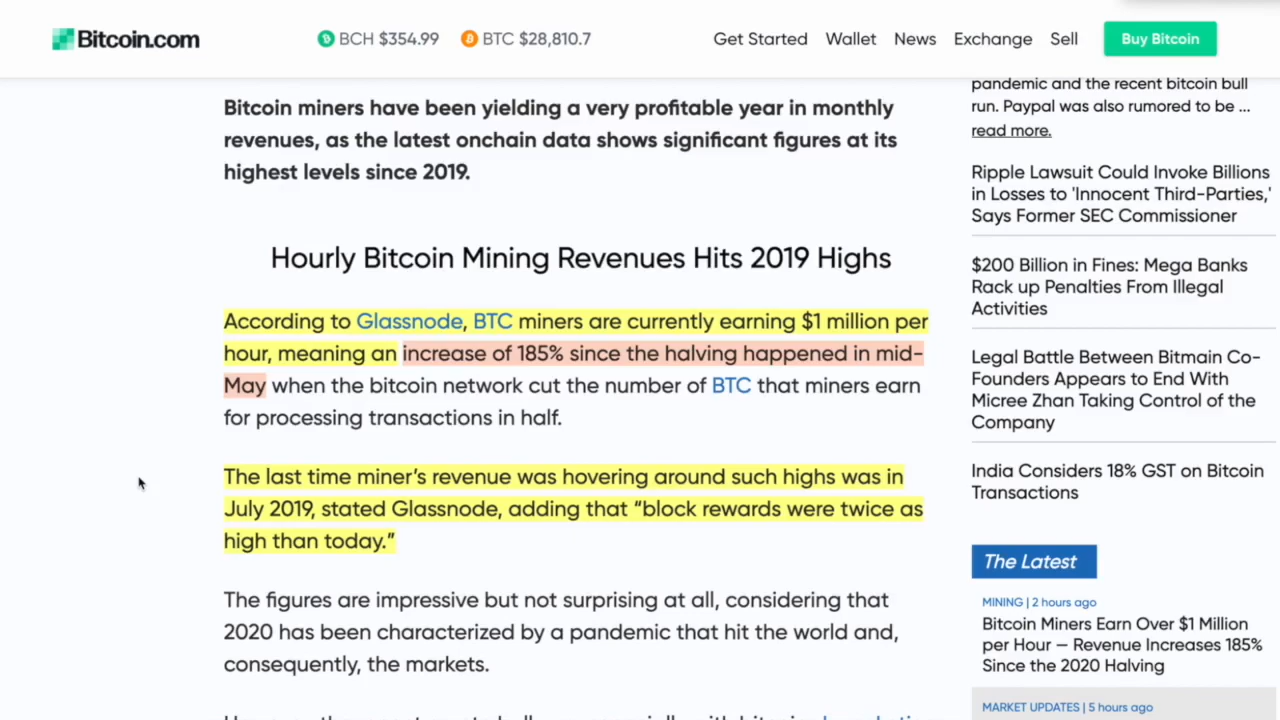 Bitcoin.com
BCH $354.99
BTC $28,810.7
Get Started
Wallet
News
Exchange
Sell
Buy Bitcoin
Bitcoin miners have been yielding a very profitable year in monthly
revenues, as the latest onchain data shows significant figures at its
highest levels since 2019.
Hourly Bitcoin Mining Revenues Hits 2019 Highs
According to Glassnode, BTC miners are currently earning $1 million per
hour, meaning an increase of 185% since the halving happened in mid-
May when the bitcoin network cut the number of BTC that miners earn
for processing transactions in half.
The last time miner's revenue was hovering around such highs was in
July 2019, stated Glassnode, adding that “block rewards were twice as
high than today.”
The figures are impressive but not surprising at all, considering that
2020 has been characterized by a pandemic that hit the world and,
consequently, the markets.
pandemic and the recent bitcoin bull
run. Paypal was also rumored to be ...
read more.
Ripple Lawsuit Could Invoke Billions
in Losses to 'Innocent Third-Parties,'
Says Former SEC Commissioner
$200 Billion in Fines: Mega Banks
Rack up Penalties From Illegal
Activities
Legal Battle Between Bitmain Co-
Founders Appears to End With
Micree Zhan Taking Control of the
Company
India Considers 18% GST on Bitcoin
Transactions
The Latest
MINING | 2 hours ago
Bitcoin Miners Earn Over $1 Million
per Hour — Revenue Increases 185%
Since the 2020 Halving
MARKET UPDATES | 5 hours ago